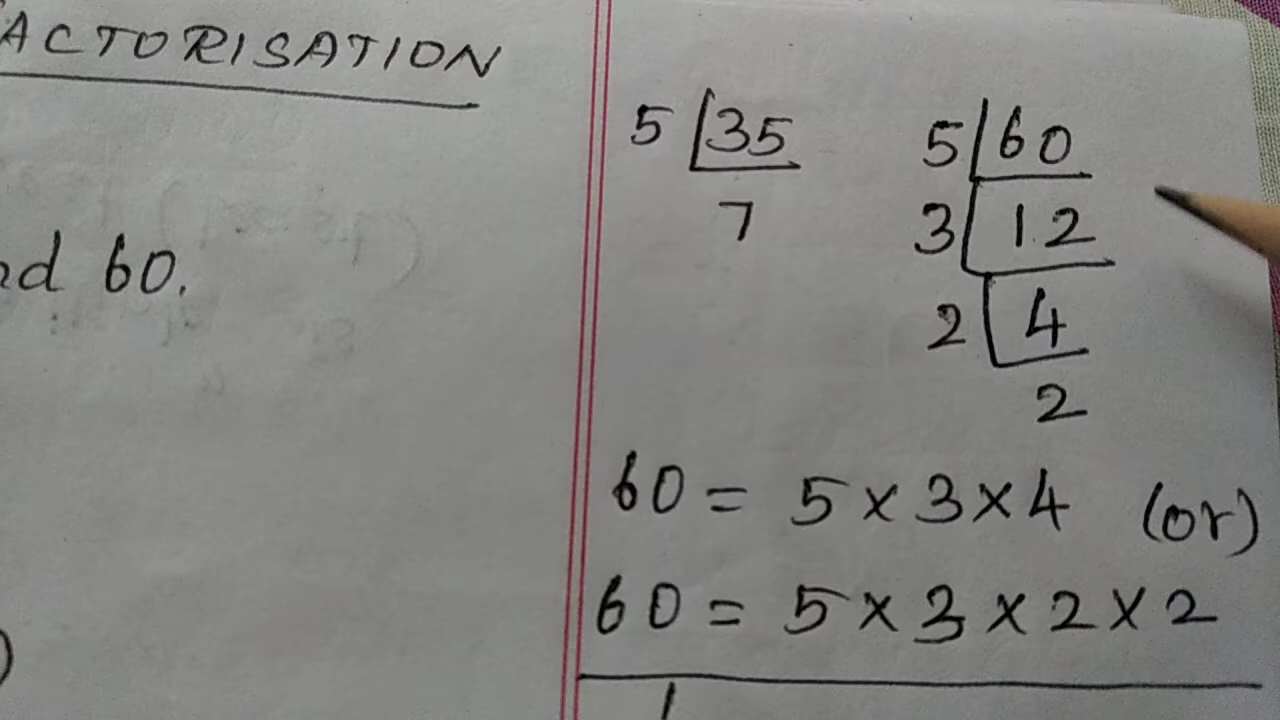 ACTORISATION
nd 60.
5 35 5 60
7 3 12
2 4
2
60 = 5 × 3 × 4 (or)
60 = 5 × 3 × 2 × 2
)